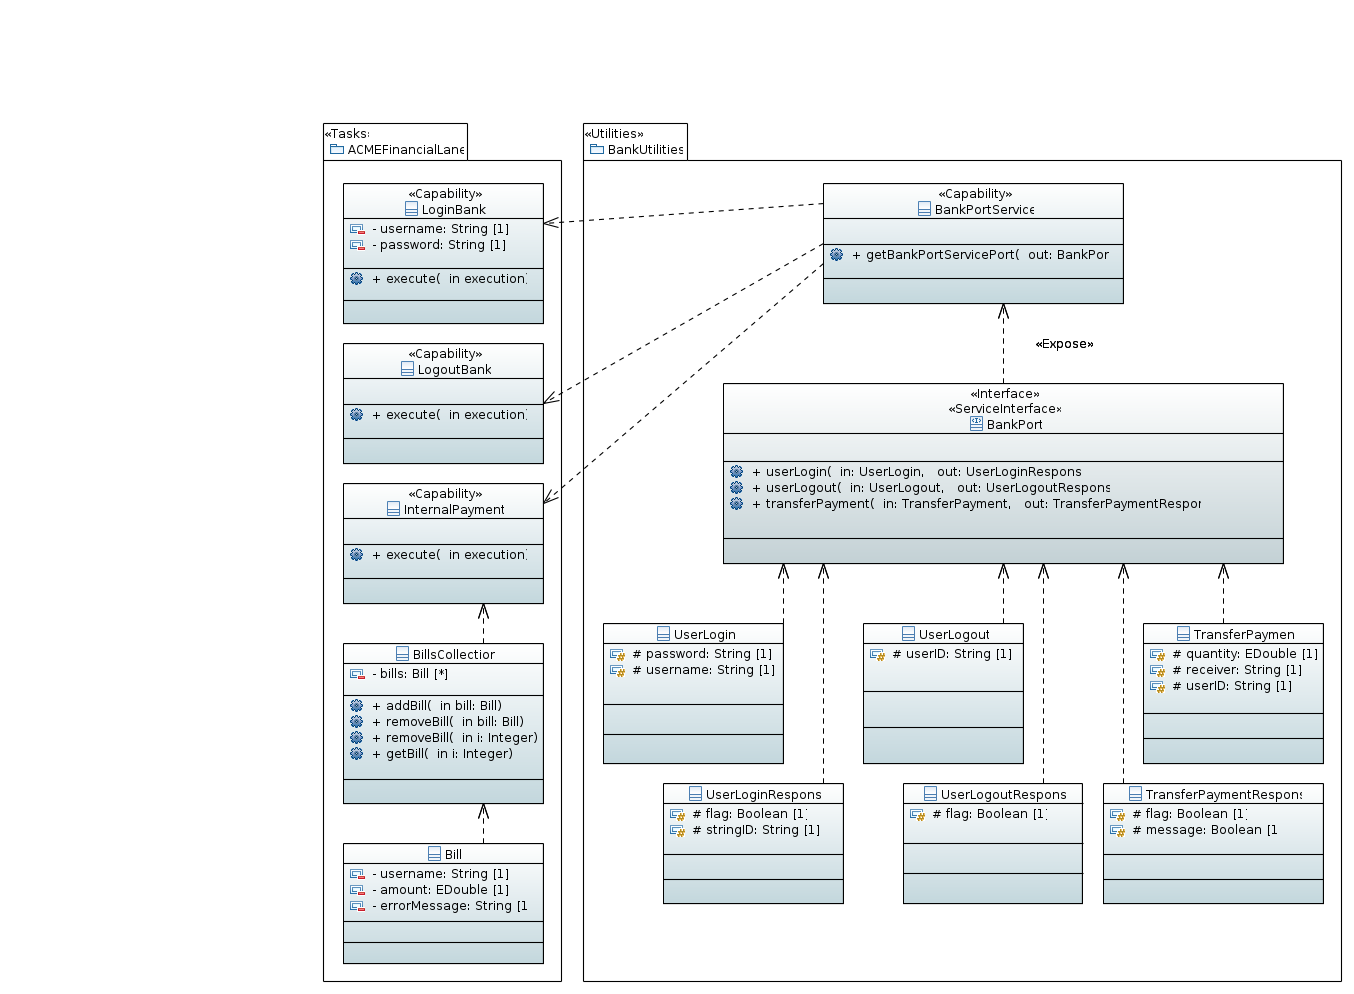 «Tasks:
ACMEFinancialLane
«Capability»
LoginBank
- username: String [1]
- password: String [1]
+ execute(  in execution)
«Capability»
LogoutBank
+ execute(  in execution)
«Capability»
InternalPayment
+ execute(  in execution)
BillsCollection
- bills: Bill [*]
+ addBill(  in bill: Bill)
+ removeBill(  in bill: Bill)
+ removeBill(  in i: Integer)
+ getBill(  in i: Integer)
Bill
- username: String [1]
- amount: EDouble [1]
- errorMessage: String [1
«Utilities»
BankUtilities
«Capability»
BankPortService
+ getBankPortServicePort(  out: BankPor
«Expose»
«Interface»
«ServiceInterface»
BankPort
+ userLogin(  in: UserLogin,   out: UserLoginRespons
+ userLogout(  in: UserLogout,   out: UserLogoutRespons
+ transferPayment(  in: TransferPayment,   out: TransferPaymentRespor
UserLogin
# password: String [1]
# username: String [1]
UserLogout
# userID: String [1]
TransferPaymen
# quantity: EDouble [1]
# receiver: String [1]
# userID: String [1]
UserLoginRespons
# flag: Boolean [1]
# stringID: String [1]
UserLogoutRespons
# flag: Boolean [1]
TransferPaymentRespons
# flag: Boolean [1]
# message: Boolean [1